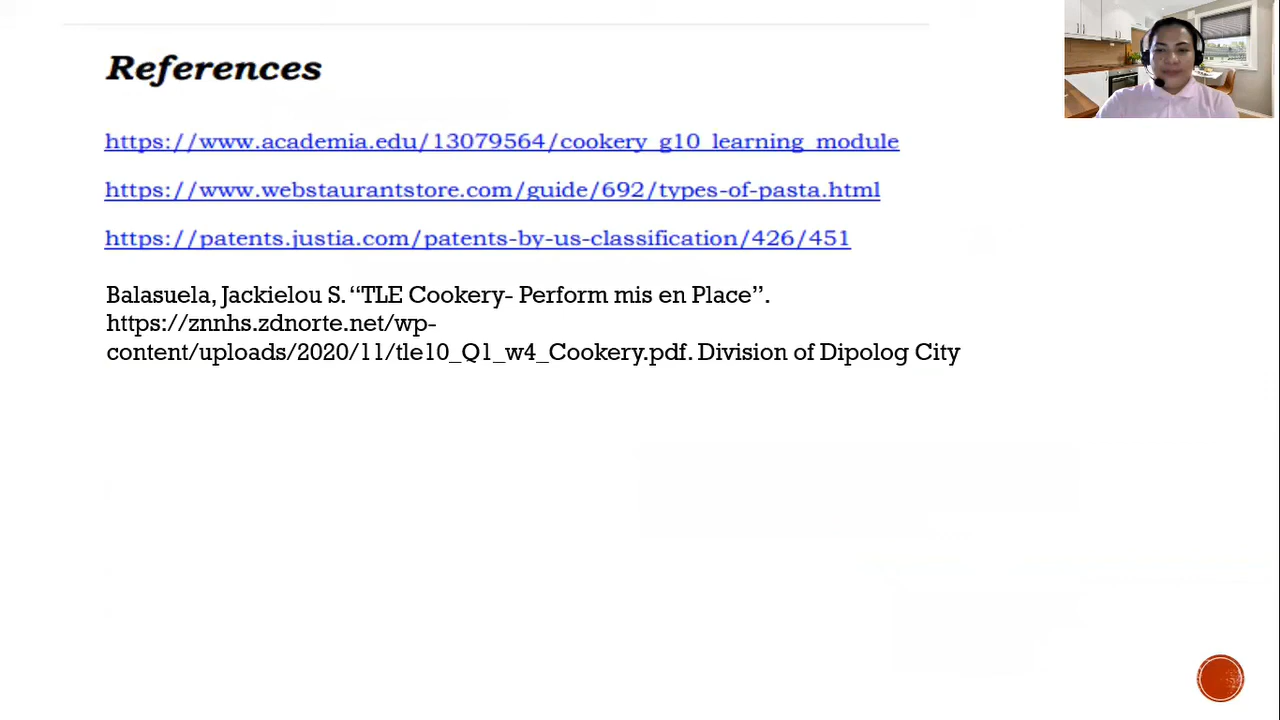 References
https://www.academia.edu/13079564/cookery_g10_learning_module
https://www.webstaurantstore.com/guide/692/types-of-pasta.html
https://patents.justia.com/patents-by-us-classification/426/451
Balasuela, Jackielou S. “TLE Cookery- Perform mis en Place”.
https://znnhs.zdnorte.net/wp-
content/uploads/2020/11/tle10_Q1_w4_Cookery.pdf. Division of Dipolog City